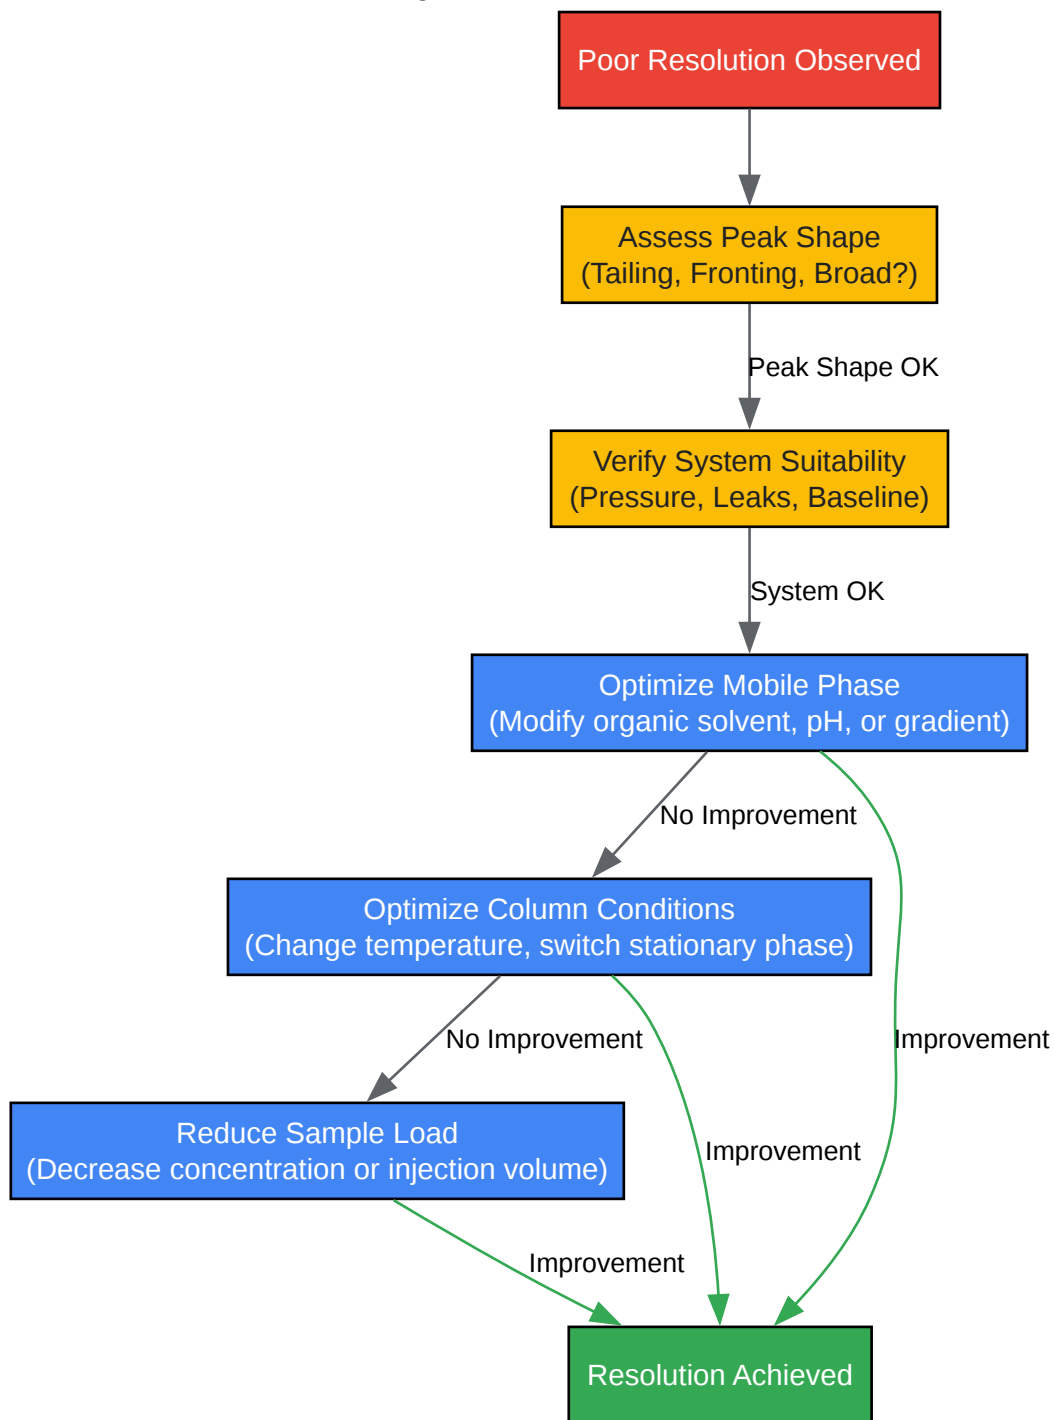 Poor Resolution Observed
Assess Peak Shape
(Tailing, Fronting, Broad?)
Peak Shape OK
Verify System Suitability
(Pressure, Leaks, Baseline)
System OK
Optimize Mobile Phase
(Modify organic solvent, pH, or gradient)
No Improvement
Optimize Column Conditions
(Change temperature, switch stationary phase)
No Improvement
Improvement
Reduce Sample Load
(Decrease concentration or injection volume)
Improvement
Improvement
Resolution Achieved